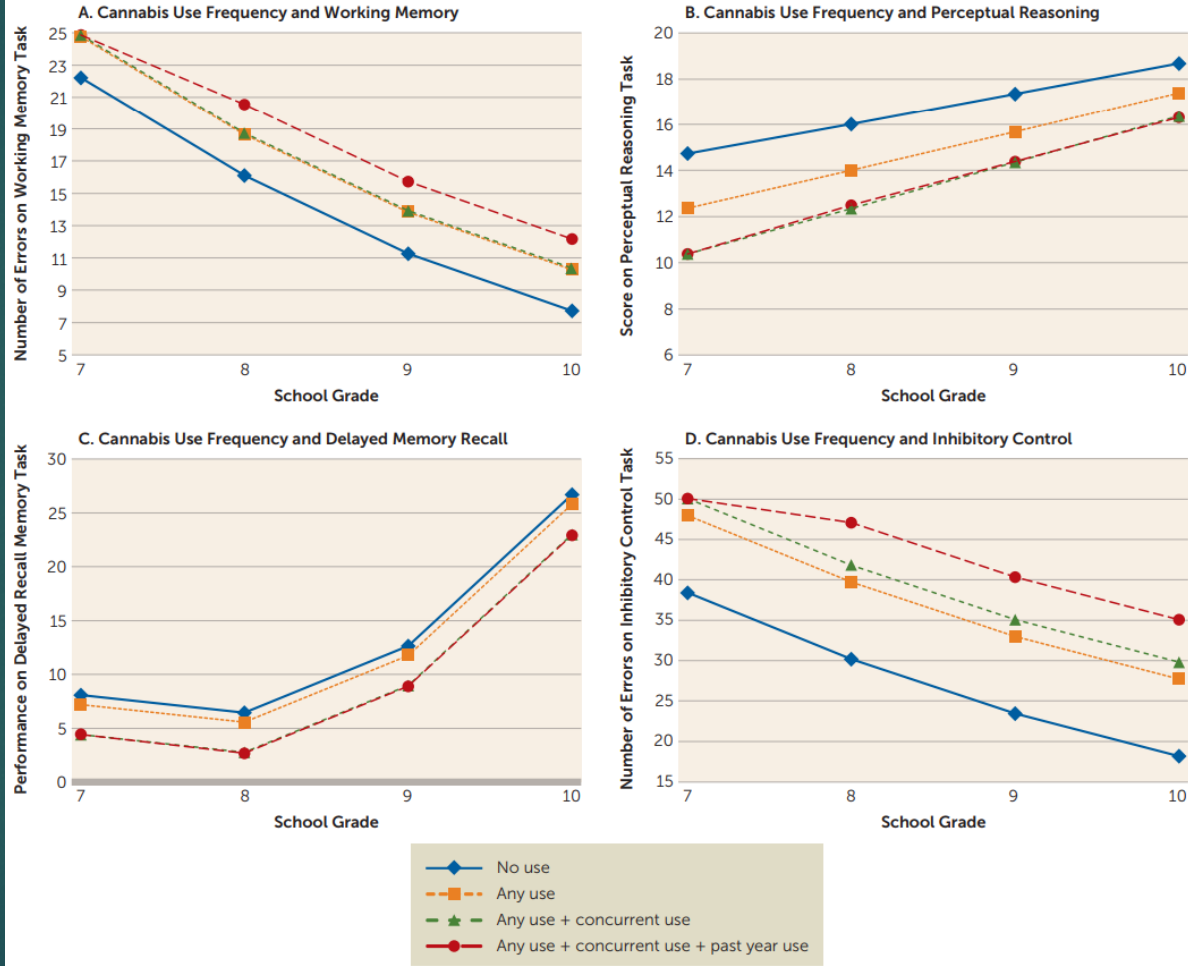 A. Cannabis Use Frequency and Working Memory
Number of Errors on Working Memory Task
25
23
21
19
17
15
13
11
9
7
5
7 8 9 10
School Grade
B. Cannabis Use Frequency and Perceptual Reasoning
Score on Perceptual Reasoning Task
20
18
16
14
12
10
8
6
7 8 9 10
School Grade
C. Cannabis Use Frequency and Delayed Memory Recall
Performance on Delayed Recall Memory Task
30
25
20
15
10
5
0
7 8 9 10
School Grade
D. Cannabis Use Frequency and Inhibitory Control
Number of Errors on Inhibitory Control Task
55
50
45
40
35
30
25
20
15
7 8 9 10
School Grade
No use
Any use
Any use + concurrent use
Any use + concurrent use + past year use